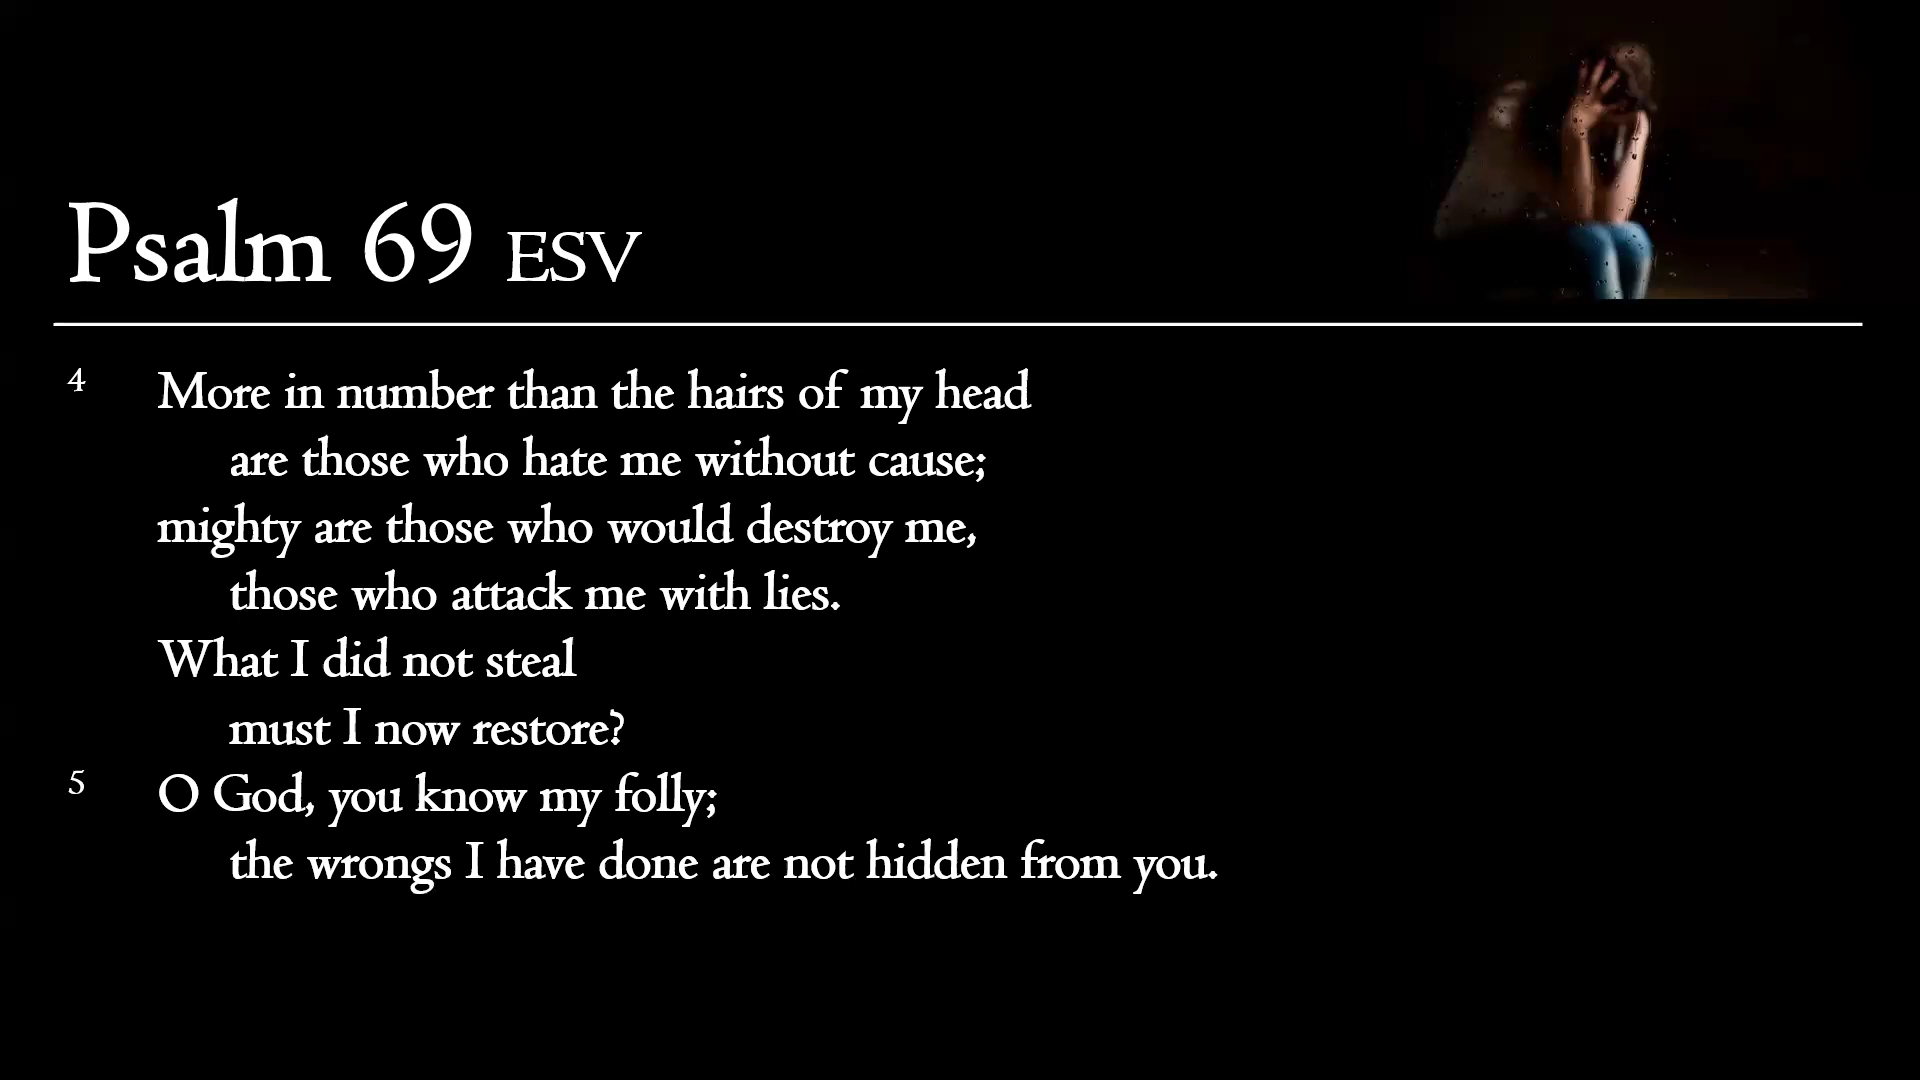 Psalm 69 ESV
4 More in number than the hairs of my head
are those who hate me without cause;
mighty are those who would destroy me,
those who attack me with lies.
What I did not steal
must I now restore?
5 O God, you know my folly;
the wrongs I have done are not hidden from you.